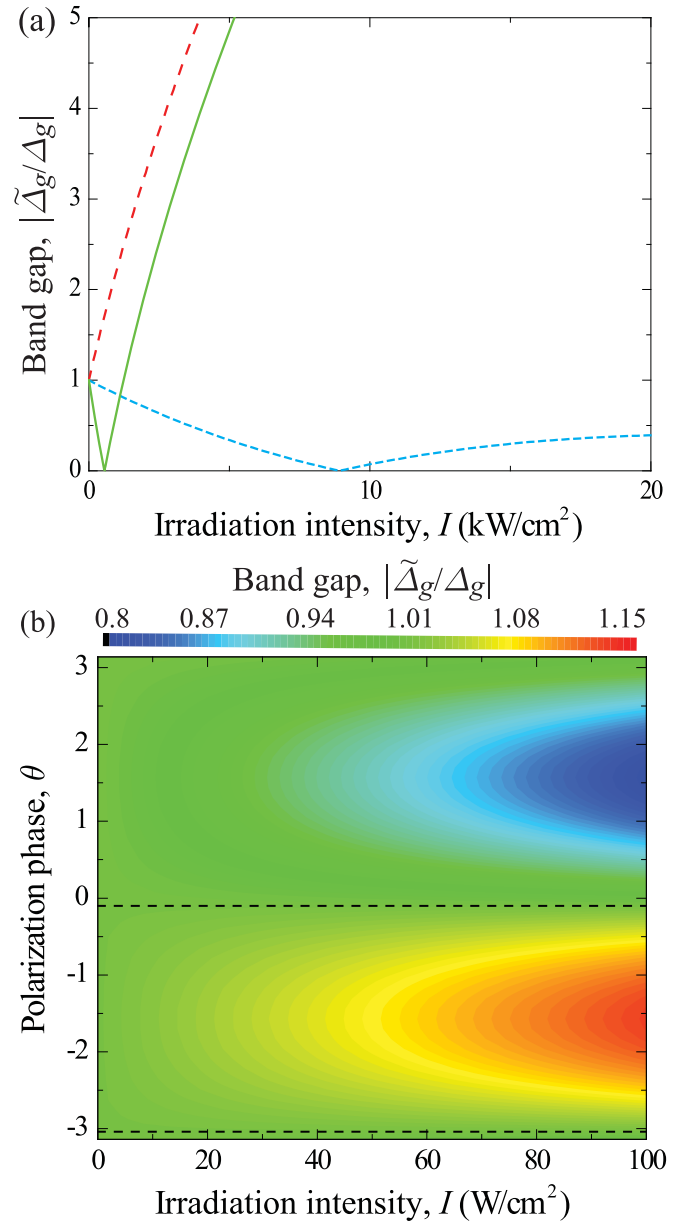 (a)
5
4
3
2
1
0
Band gap, |Δ̃g/Δg|
0 10 20
Irradiation intensity, I (kW/cm²)
Band gap, |Δ̃g/Δg|
(b)
0.8 0.87 0.94 1.01 1.08 1.15
3
2
1
0
-1
-2
-3
Polarization phase, θ
0 20 40 60 80 100
Irradiation intensity, I (W/cm²)